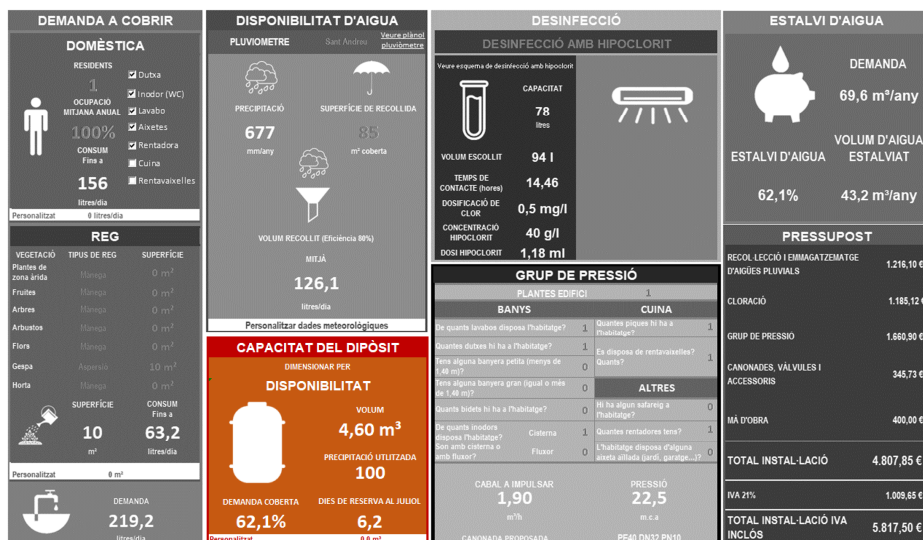 DEMANDA A COBRIR
DOMÈSTICA
RESIDENTS
1
OCUPACIÓ
MITJANA ANUAL
100%
CONSUM
Fins a
156
litres/dia
Dutxa
Inodor (WC)
Lavabo
Aixetes
Rentadora
Cuina
Rentavaixelles
Personalitzat 0 litres/dia
REG
VEGETACIÓ TIPUS DE REG SUPERFÍCIE
Plantes de
zona àrida Mànega 0 m²
Fruites Mànega 0 m²
Arbres Mànega 0 m²
Arbustos Mànega 0 m²
Flors Mànega 0 m²
Gespa Aspersió 10 m²
Horta Mànega 0 m²
SUPERFÍCIE
10
m²
CONSUM
Fins a
63,2
litres/dia
Personalitzat 0 m²
DEMANDA
219,2
litres/dia
DISPONIBILITAT D'AIGUA
PLUVIOMETRE Sant Andreu Veure plànol
pluviòmetre
PRECIPITACIÓ
677
mm/any
SUPERFÍCIE DE RECOLLIDA
85
m² coberta
VOLUM RECOLLIT (Eficiència 80%)
MITJÀ
126,1
litres/dia
Personalitzar dades meteorològiques
CAPACITAT DEL DIPÒSIT
DIMENSIONAR PER
DISPONIBILITAT
VOLUM
4,60 m³
PRECIPITACIÓ UTLITZADA
100
DEMANDA COBERTA
62,1%
DIES DE RESERVA AL JULIOL
6,2
Personalitzat 0,0 m³
DESINFECCIÓ
DESINFECCIÓ AMB HIPOCLORIT
Veure esquema de desinfecció amb hipoclorit
CAPACITAT
78
litres
VOLUM ESCOLLIT 94 l
TEMPS DE
CONTACTE (hores) 14,46
DOSIFICACIÓ DE
CLOR 0,5 mg/l
CONCENTRACIÓ
HIPOCLORIT 40 g/l
DOSI HIPOCLORIT 1,18 ml
GRUP DE PRESSIÓ
PLANTES EDIFICI 1
BANYS
De quants lavabos disposa l'habitatge? 1
Quantes dutxes hi ha a l'habitatge? 1
Tens alguna banyera petita (menys de
1,40 m)? 0
Tens alguna banyera gran (igual o mès
de 1,40 m)? 0
Quants bidets hi ha a l'habitatge? 0
De quants inodors
disposa l'habitatge? Cisterna 1
Son amb cisterna o
amb fluxor? Fluxor 0
CUINA
Quantes piques hi ha a
l'habitatge? 1
Es disposa de rentavaixelles?
Quants? 1
ALTRES
Hi ha algun safareig a
l'habitatge? 0
Quantes rentadores tens? 1
L'habitatge disposa d'alguna
aixeta aïllada (jardí, garatge...)? 0
CABAL A IMPULSAR
1,90
m³/h
PRESSIÓ
22,5
m.c.a
CANONADA PROPOSADA PE40 DN32 PN10
ESTALVI D'AIGUA
DEMANDA
69,6 m³/any
ESTALVI D'AIGUA
62,1%
VOLUM D'AIGUA
ESTALVIAT
43,2 m³/any
PRESSUPOST
RECOL·LECCIÓ I EMMAGATZEMATGE
D'AIGÜES PLUVIALS 1.216,10 €
CLORACIÓ 1.185,12 €
GRUP DE PRESSIÓ 1.660,90 €
CANONADES, VÀLVULES I
ACCESSORIS 345,73 €
MÀ D'OBRA 400,00 €
TOTAL INSTAL·LACIÓ 4.807,85 €
IVA 21% 1.009,65 €
TOTAL INSTAL·LACIÓ IVA
INCLÓS 5.817,50 €